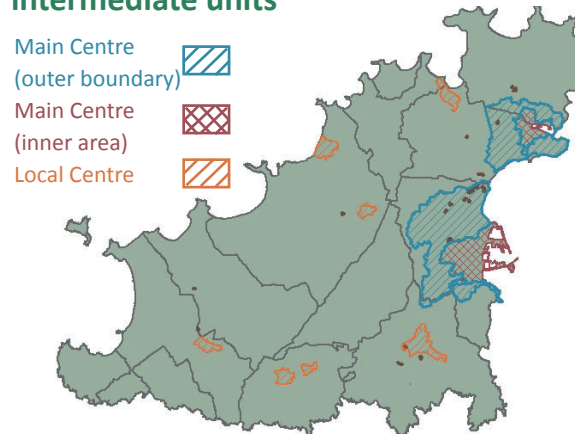 intermediate units
Main Centre
(outer boundary)
Main Centre
(inner area)
Local Centre